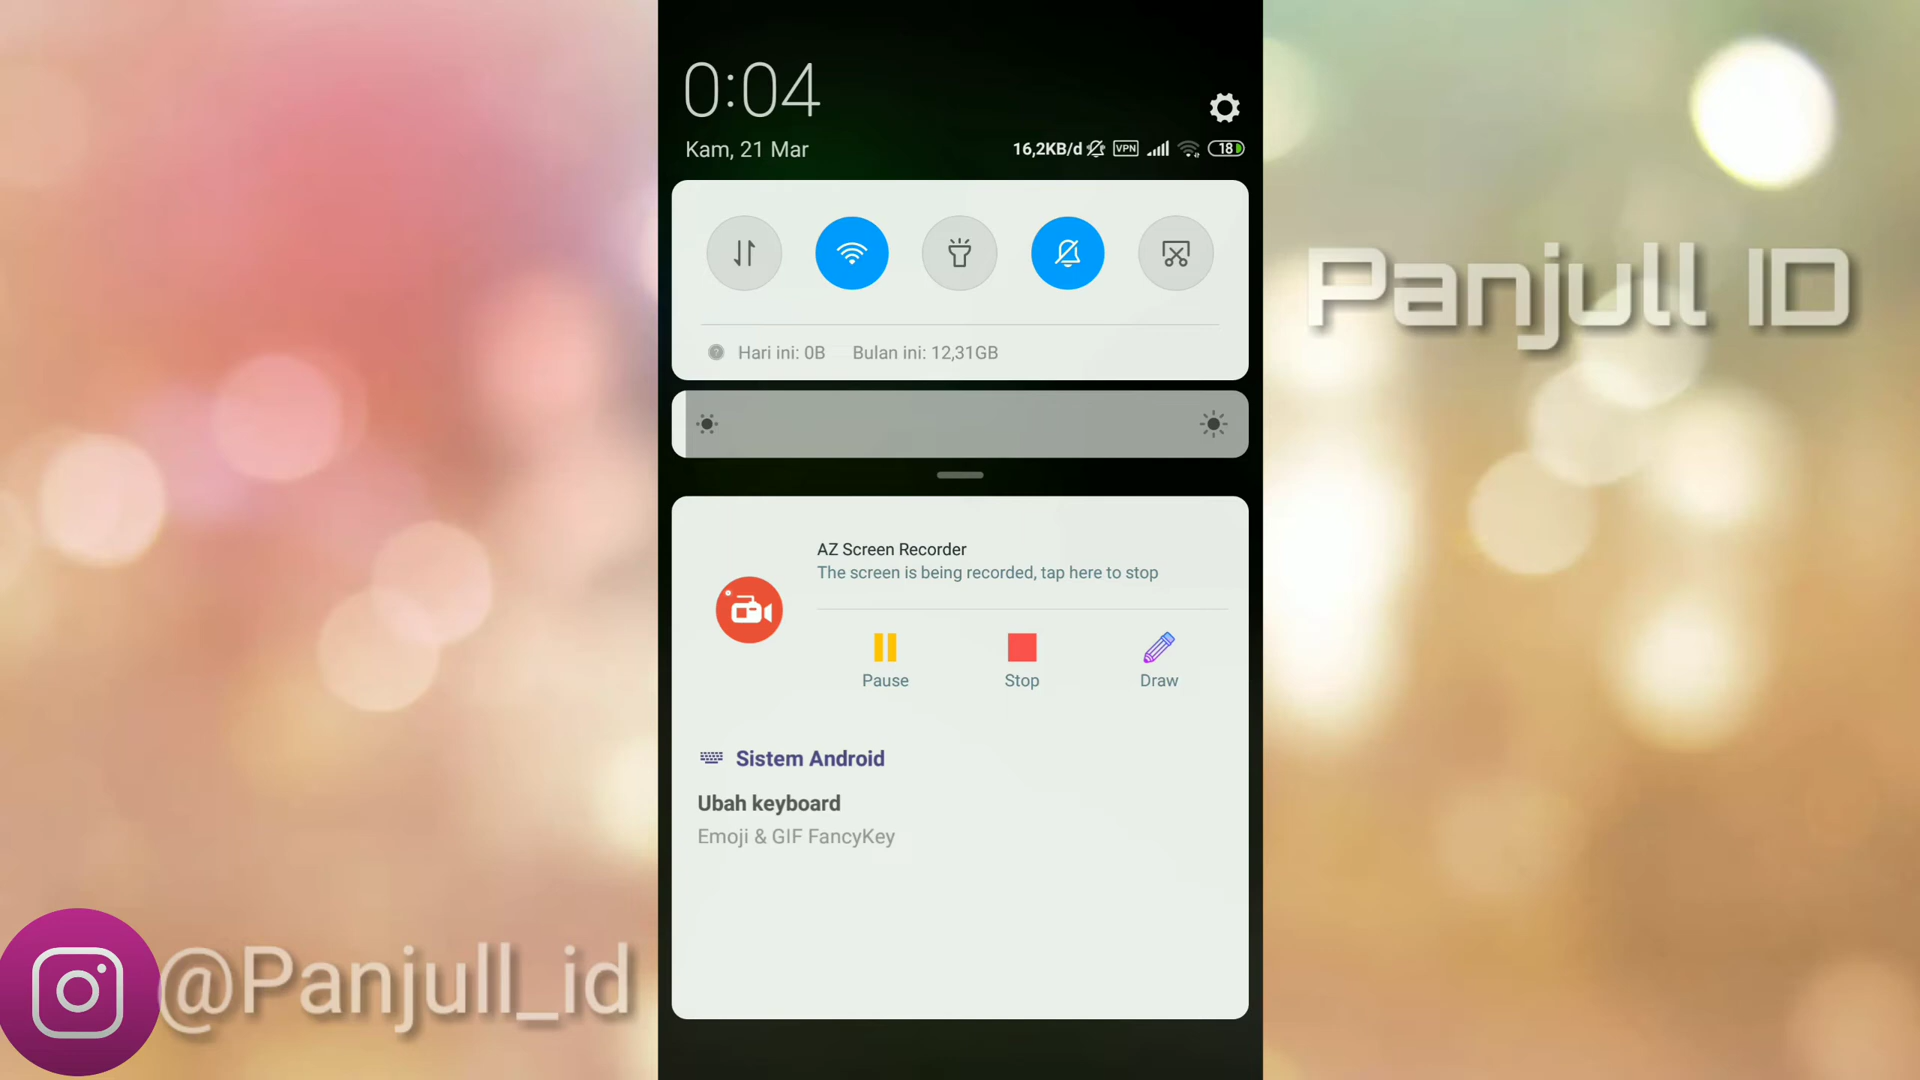 0:04
Kam, 21 Mar
16,2KB/d VPN 18
Hari ini: 0B Bulan ini: 12,31GB
AZ Screen Recorder
The screen is being recorded, tap here to stop
Pause Stop Draw
Sistem Android
Ubah keyboard
Emoji & GIF FancyKey
Panjull ID
@Panjull_id